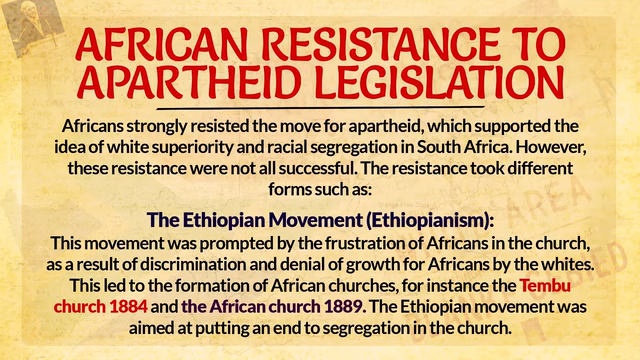 AFRICAN RESISTANCE TO
APARTHEID LEGISLATION
Africans strongly resisted the move for apartheid, which supported the
idea of white superiority and racial segregation in South Africa. However,
these resistance were not all successful. The resistance took different
forms such as:
The Ethiopian Movement (Ethiopianism):
This movement was prompted by the frustration of Africans in the church,
as a result of discrimination and denial of growth for Africans by the whites.
This led to the formation of African churches, for instance the Tembu
church 1884 and the African church 1889. The Ethiopian movement was
aimed at putting an end to segregation in the church.
AREA